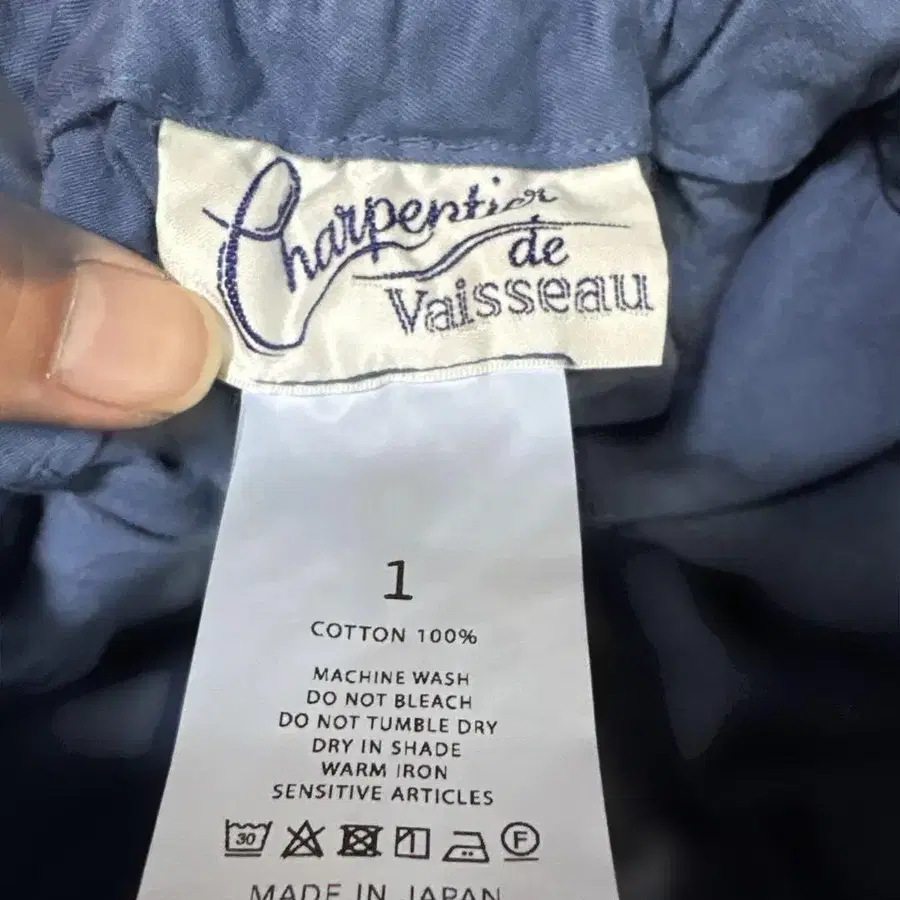 Charpentier
de
Vaisseau
1
COTTON 100%
MACHINE WASH
DO NOT BLEACH
DO NOT TUMBLE DRY
DRY IN SHADE
WARM IRON
SENSITIVE ARTICLES
30 F
MADE IN JAPAN